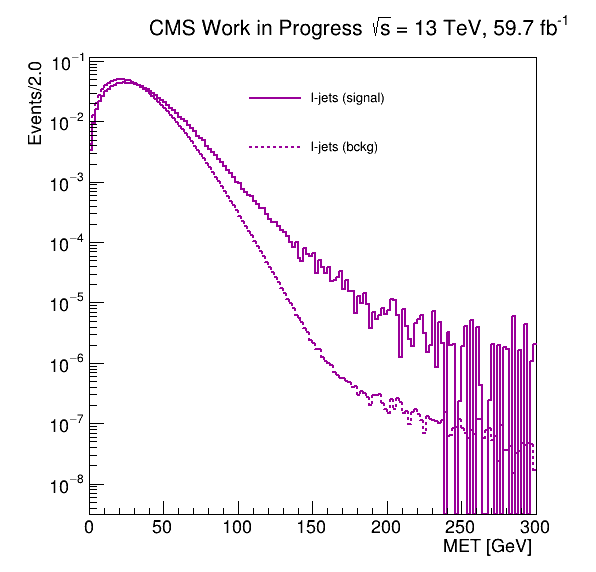 CMS Work in Progress √s = 13 TeV, 59.7 fb⁻¹
Events/2.0
10⁻¹
10⁻²
10⁻³
10⁻⁴
10⁻⁵
10⁻⁶
10⁻⁷
10⁻⁸
l-jets (signal)
l-jets (bckg)
0 50 100 150 200 250 300
MET [GeV]